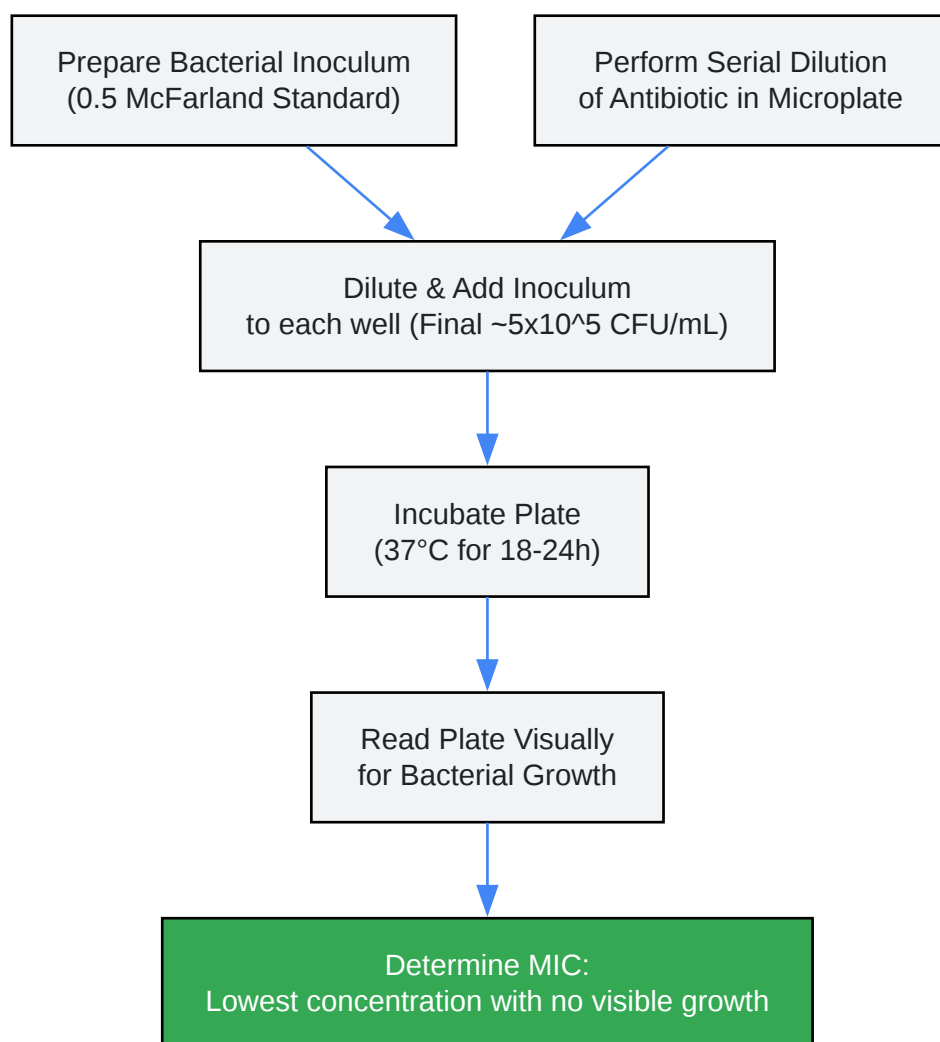 Prepare Bacterial Inoculum
(0.5 McFarland Standard)
Perform Serial Dilution
of Antibiotic in Microplate
Dilute & Add Inoculum
to each well (Final ~5x10^5 CFU/mL)
Incubate Plate
(37°C for 18-24h)
Read Plate Visually
for Bacterial Growth
Determine MIC:
Lowest concentration with no visible growth